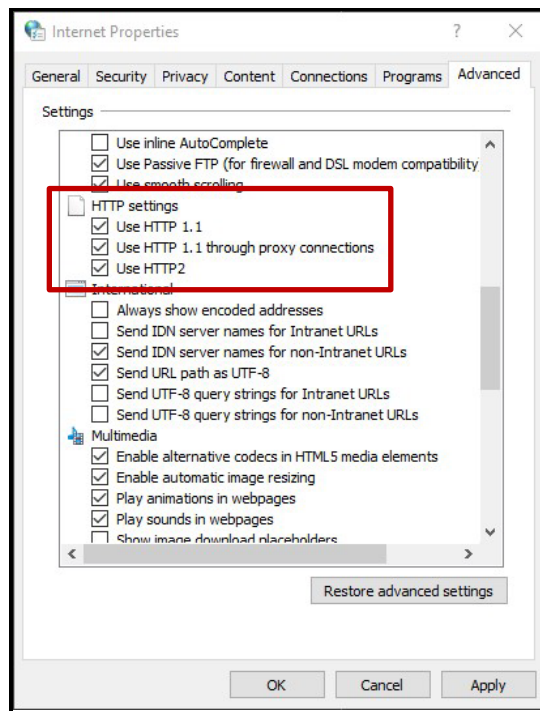 Internet Properties ?
General Security Privacy Content Connections Programs Advanced
Settings
Use inline AutoComplete
Use Passive FTP (for firewall and DSL modem compatibility
Use smooth scrolling
HTTP settings
Use HTTP 1.1
Use HTTP 1.1 through proxy connections
Use HTTP2
International
Always show encoded addresses
Send IDN server names for Intranet URLs
Send IDN server names for non-Intranet URLs
Send URL path as UTF-8
Send UTF-8 query strings for Intranet URLs
Send UTF-8 query strings for non-Intranet URLs
Multimedia
Enable alternative codecs in HTML5 media elements
Enable automatic image resizing
Play animations in webpages
Play sounds in webpages
Show image download placeholders
Restore advanced settings
OK Cancel Apply